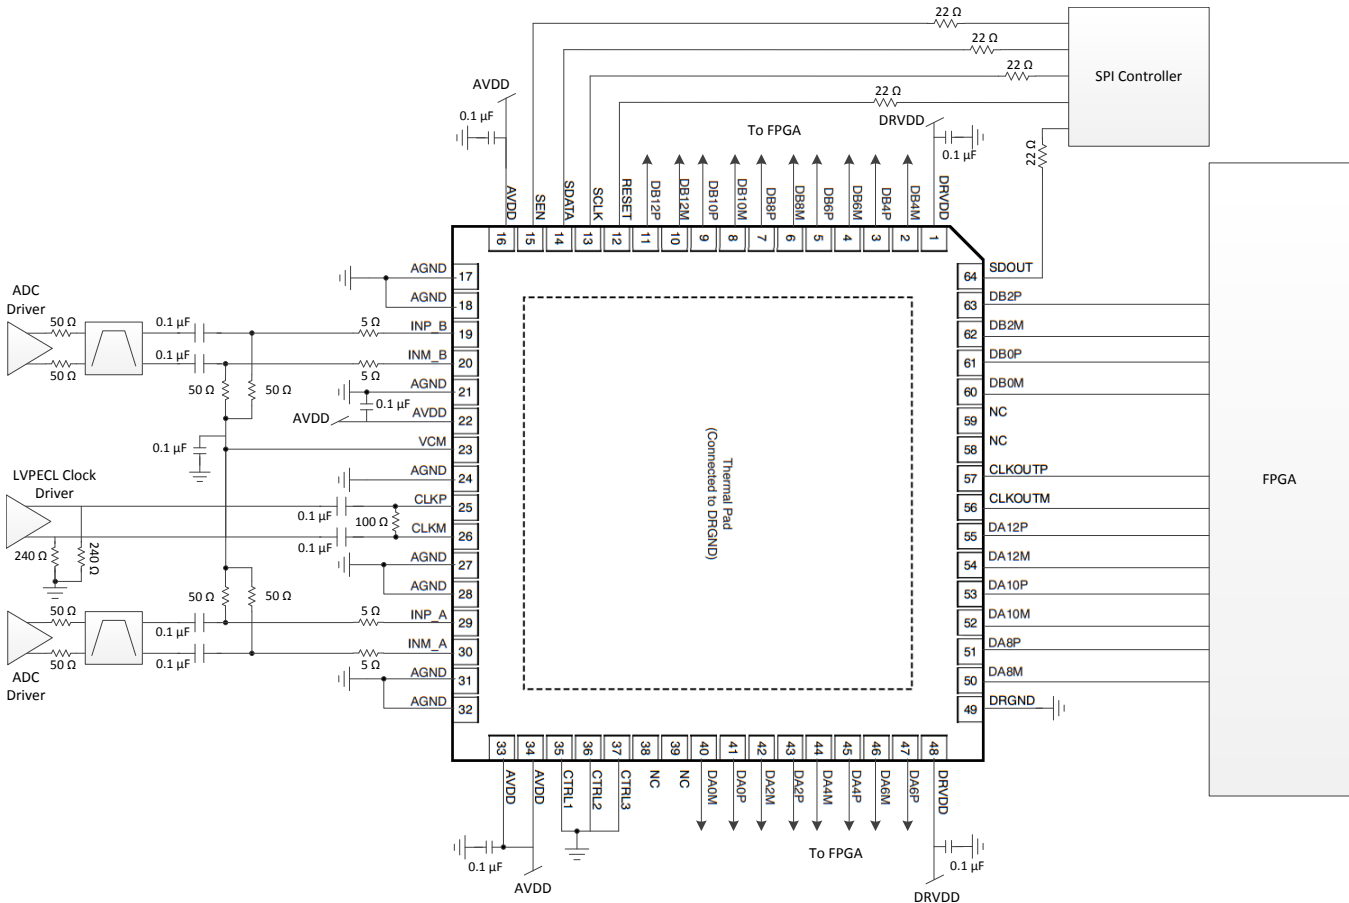 22 Ω
22 Ω
22 Ω
22 Ω
22 Ω
SPI Controller
AVDD
0.1 µF
To FPGA
DRVDD
0.1 µF
AVDD
SEN
SDATA
SCLK
RESET
DB12P
DB12M
DB10P
DB10M
DB8P
DB8M
DB6P
DB6M
DB4P
DB4M
DRVDD
16
15
14
13
12
11
10
9
8
7
6
5
4
3
2
1
AGND
17
AGND
18
INP_B
19
INM_B
20
AGND
21
AVDD
22
VCM
23
AGND
24
CLKP
25
CLKM
26
AGND
27
AGND
28
INP_A
29
INM_A
30
AGND
31
AGND
32
ADC
Driver
50 Ω
50 Ω
0.1 µF
0.1 µF
5 Ω
5 Ω
50 Ω
50 Ω
0.1 µF
AVDD
0.1 µF
LVPECL Clock
Driver
240 Ω
240 Ω
0.1 µF
100 Ω
0.1 µF
50 Ω
50 Ω
50 Ω
50 Ω
0.1 µF
0.1 µF
5 Ω
5 Ω
ADC
Driver
Thermal Pad
(Connected to DRGND)
64
SDOUT
63
DB2P
62
DB2M
61
DB0P
60
DB0M
59
NC
58
NC
57
CLKOUTP
56
CLKOUTM
55
DA12P
54
DA12M
53
DA10P
52
DA10M
51
DA8P
50
DA8M
49
DRGND
FPGA
33
34
35
36
37
38
39
40
41
42
43
44
45
46
47
48
AVDD
AVDD
CTRL1
CTRL2
CTRL3
NC
NC
DA0M
DA0P
DA2M
DA2P
DA4M
DA4P
DA6M
DA6P
DRVDD
0.1 µF
AVDD
To FPGA
0.1 µF
DRVDD